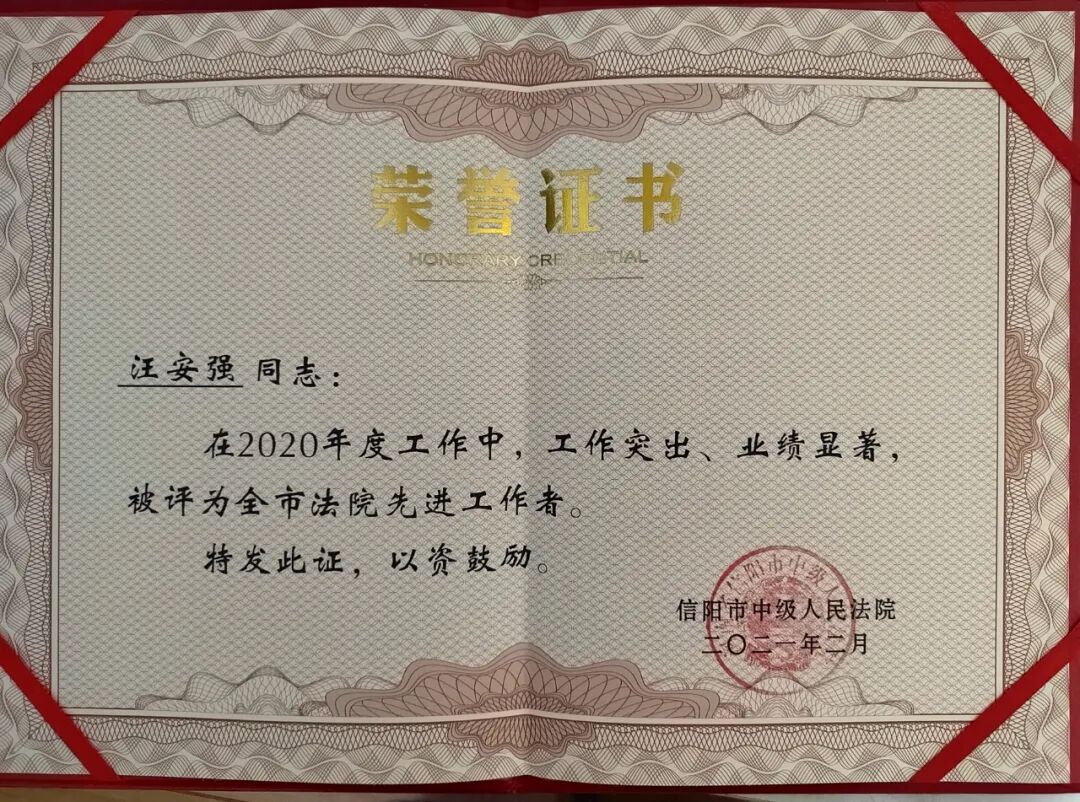 荣誉证书
HONORARY CREDENTIAL
汪安强 同志：
在2020年度工作中，工作突出、业绩显著，
被评为全市法院先进工作者。
特发此证，以资鼓励。
信阳市中级人民法院
二〇二一年二月